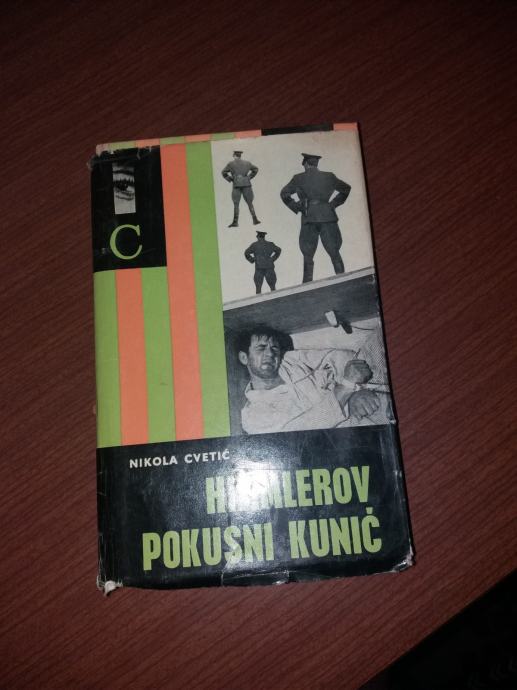 C
NIKOLA CVETIĆ
HIMLEROV
POKUSNI KUNIĆ